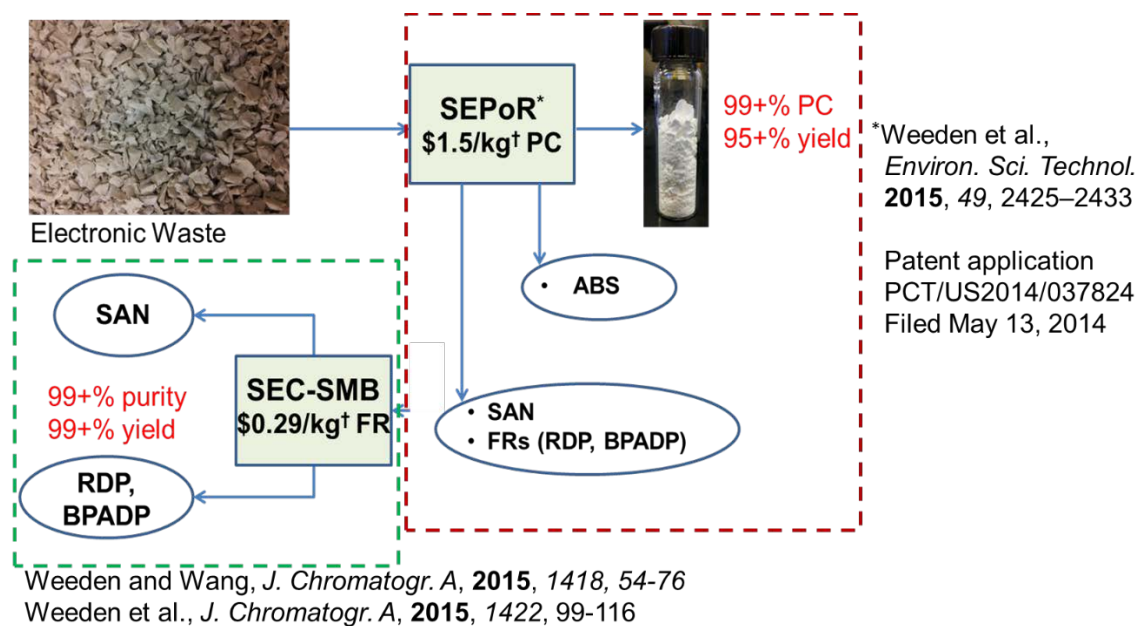 Electronic Waste
SEPoR*
$1.5/kg† PC
99+% PC
95+% yield
*Weeden et al.,
Environ. Sci. Technol.
2015, 49, 2425–2433
Patent application
PCT/US2014/037824
Filed May 13, 2014
• ABS
• SAN
• FRs (RDP, BPADP)
SEC-SMB
$0.29/kg† FR
SAN
99+% purity
99+% yield
RDP,
BPADP
Weeden and Wang, J. Chromatogr. A, 2015, 1418, 54-76
Weeden et al., J. Chromatogr. A, 2015, 1422, 99-116